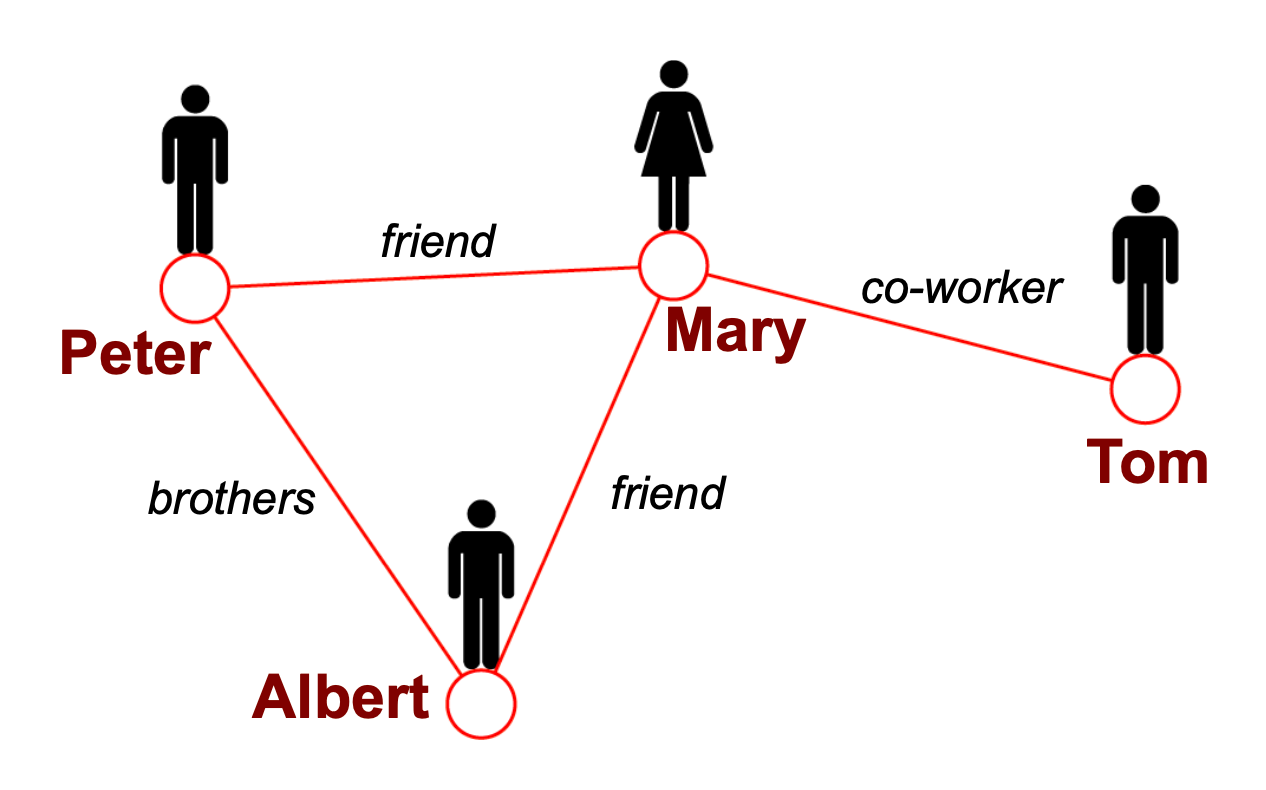 friend
co-worker
Mary
Peter
Tom
brothers
friend
Albert